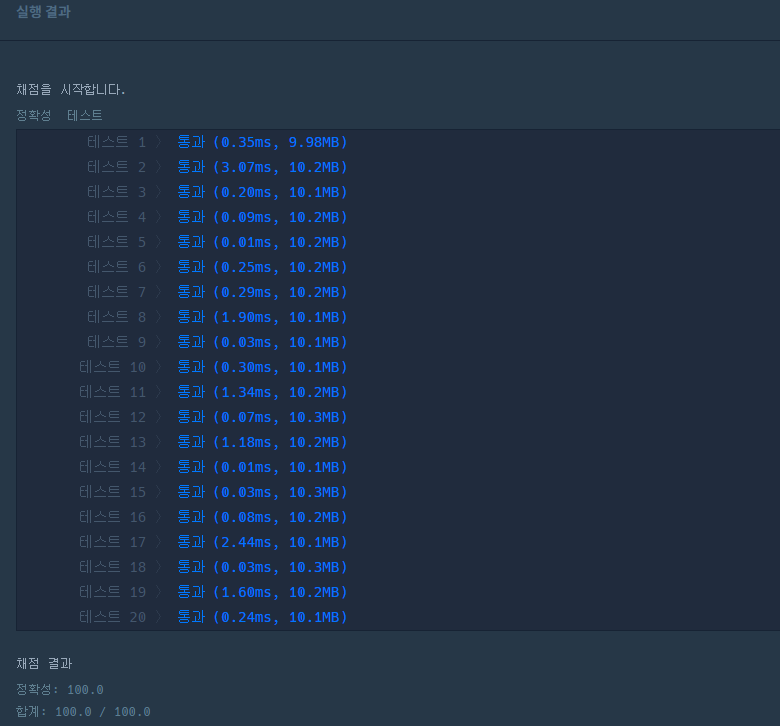 실행 결과
채점을 시작합니다.
정확성 테스트
테스트 1 〉 통과 (0.35ms, 9.98MB)
테스트 2 〉 통과 (3.07ms, 10.2MB)
테스트 3 〉 통과 (0.20ms, 10.1MB)
테스트 4 〉 통과 (0.09ms, 10.2MB)
테스트 5 〉 통과 (0.01ms, 10.2MB)
테스트 6 〉 통과 (0.25ms, 10.2MB)
테스트 7 〉 통과 (0.29ms, 10.2MB)
테스트 8 〉 통과 (1.90ms, 10.1MB)
테스트 9 〉 통과 (0.03ms, 10.1MB)
테스트 10 〉 통과 (0.30ms, 10.1MB)
테스트 11 〉 통과 (1.34ms, 10.2MB)
테스트 12 〉 통과 (0.07ms, 10.3MB)
테스트 13 〉 통과 (1.18ms, 10.2MB)
테스트 14 〉 통과 (0.01ms, 10.1MB)
테스트 15 〉 통과 (0.03ms, 10.3MB)
테스트 16 〉 통과 (0.08ms, 10.2MB)
테스트 17 〉 통과 (2.44ms, 10.1MB)
테스트 18 〉 통과 (0.03ms, 10.3MB)
테스트 19 〉 통과 (1.60ms, 10.2MB)
테스트 20 〉 통과 (0.24ms, 10.1MB)
채점 결과
정확성: 100.0
합계: 100.0 / 100.0